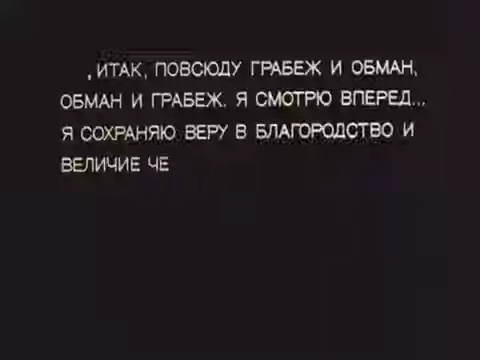 ,ИТАК, ПОВСЮДУ ГРАБЕЖ И ОБМАН,
ОБМАН И ГРАБЕЖ. Я СМОТРЮ ВПЕРЕД...
Я СОХРАНЯЮ ВЕРУ В БЛАГОРОДСТВО И
ВЕЛИЧИЕ ЧЕ